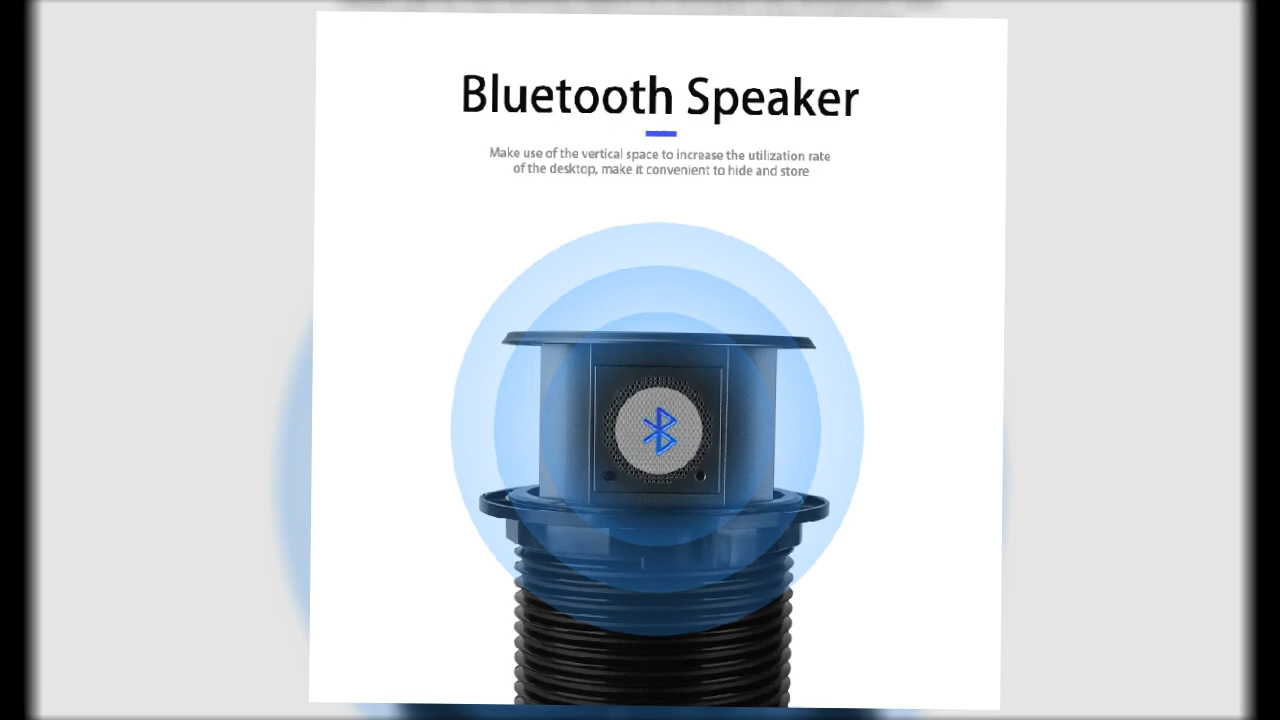 Bluetooth Speaker
Make use of the vertical space to increase the utilization rate
of the desktop, make it convenient to hide and store